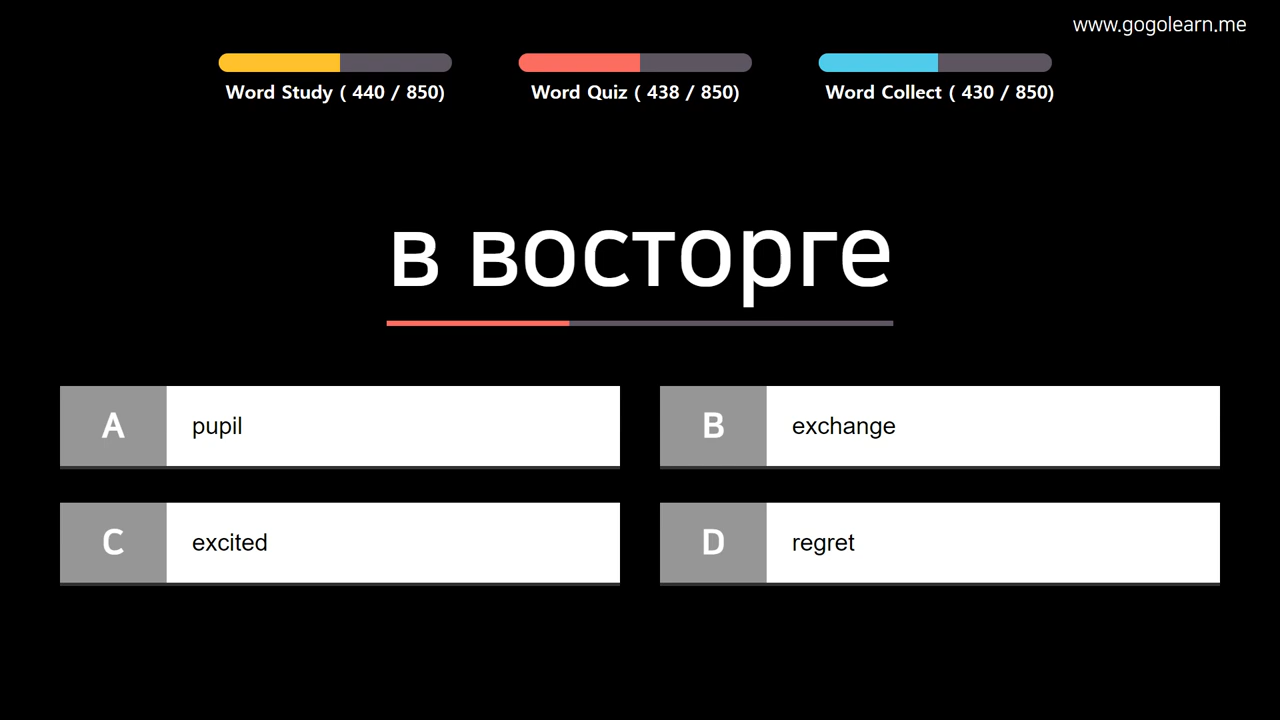 www.gogolearn.me
Word Study ( 440 / 850)
Word Quiz ( 438 / 850)
Word Collect ( 430 / 850)
в восторге
A pupil
B exchange
C excited
D regret